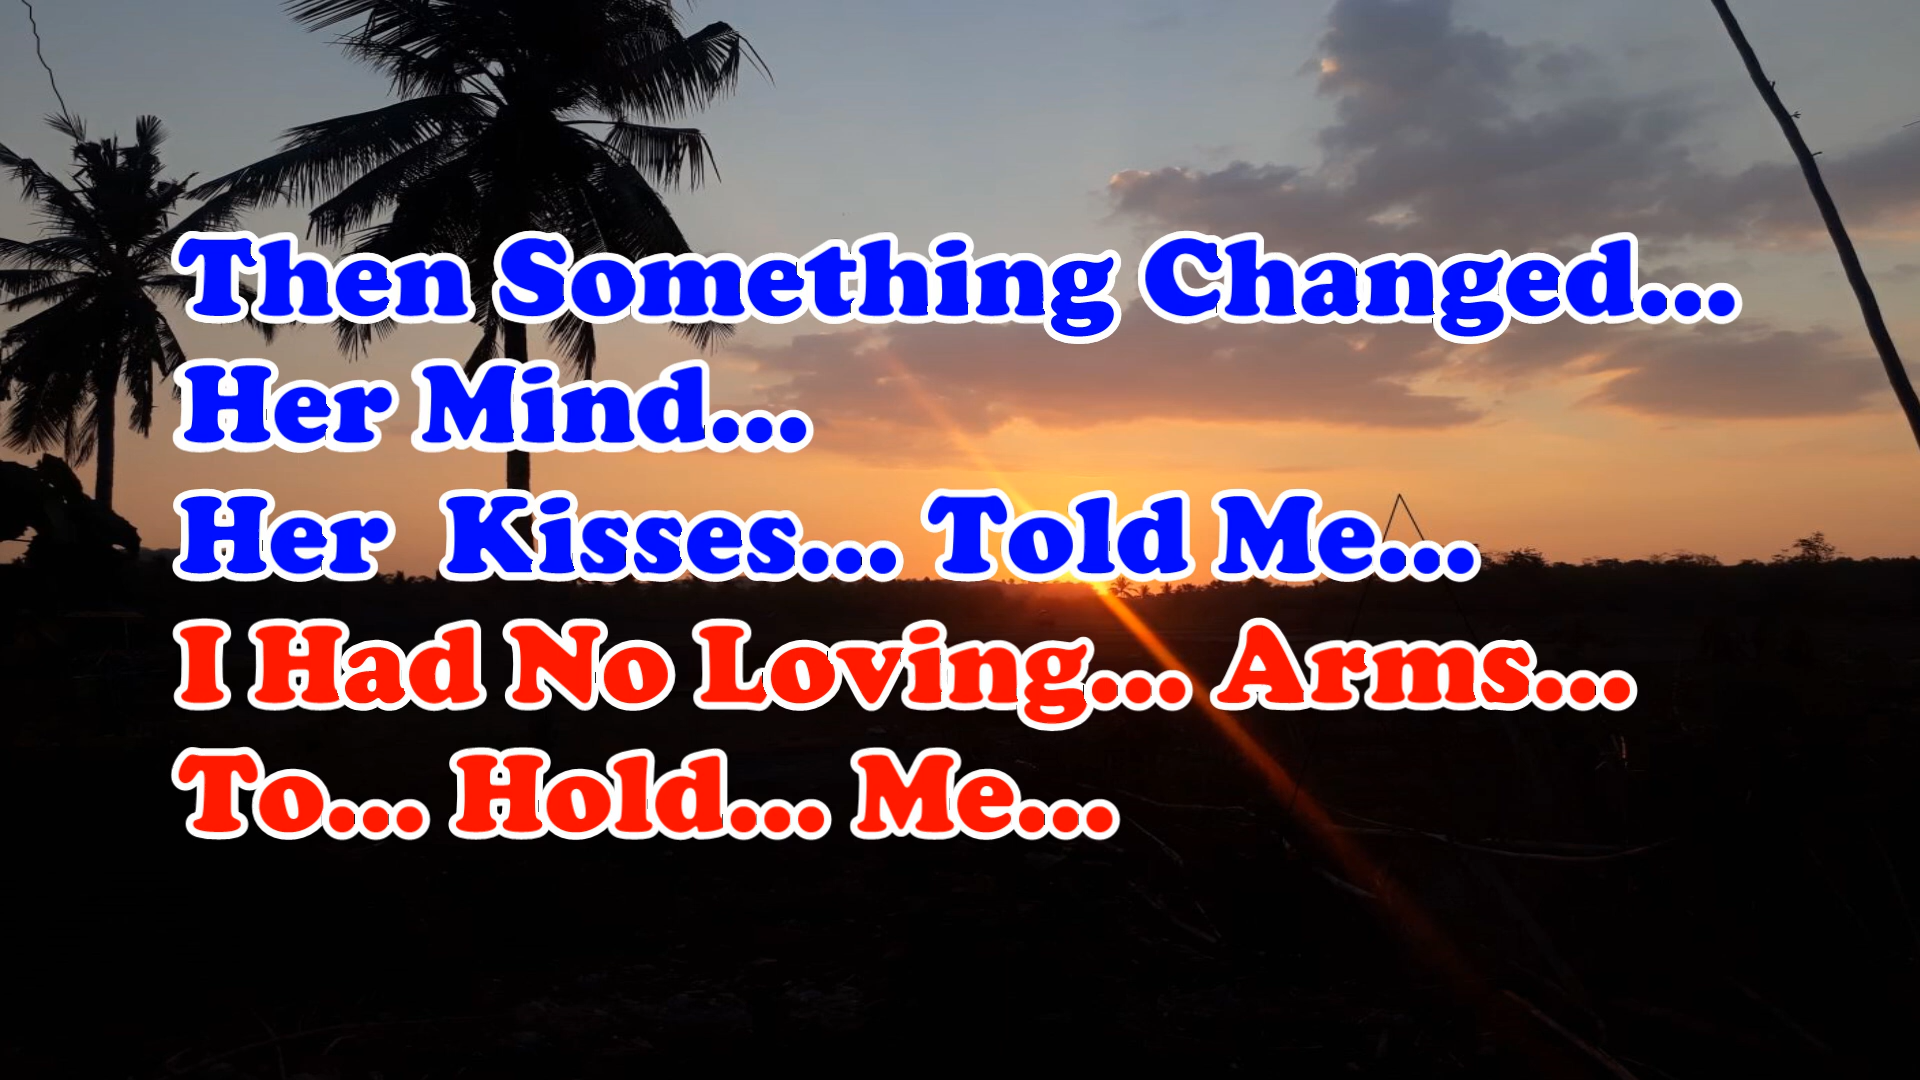 Then Something Changed...
Her Mind...
Her  Kisses... Told Me...
I Had No Loving... Arms...
To... Hold... Me...